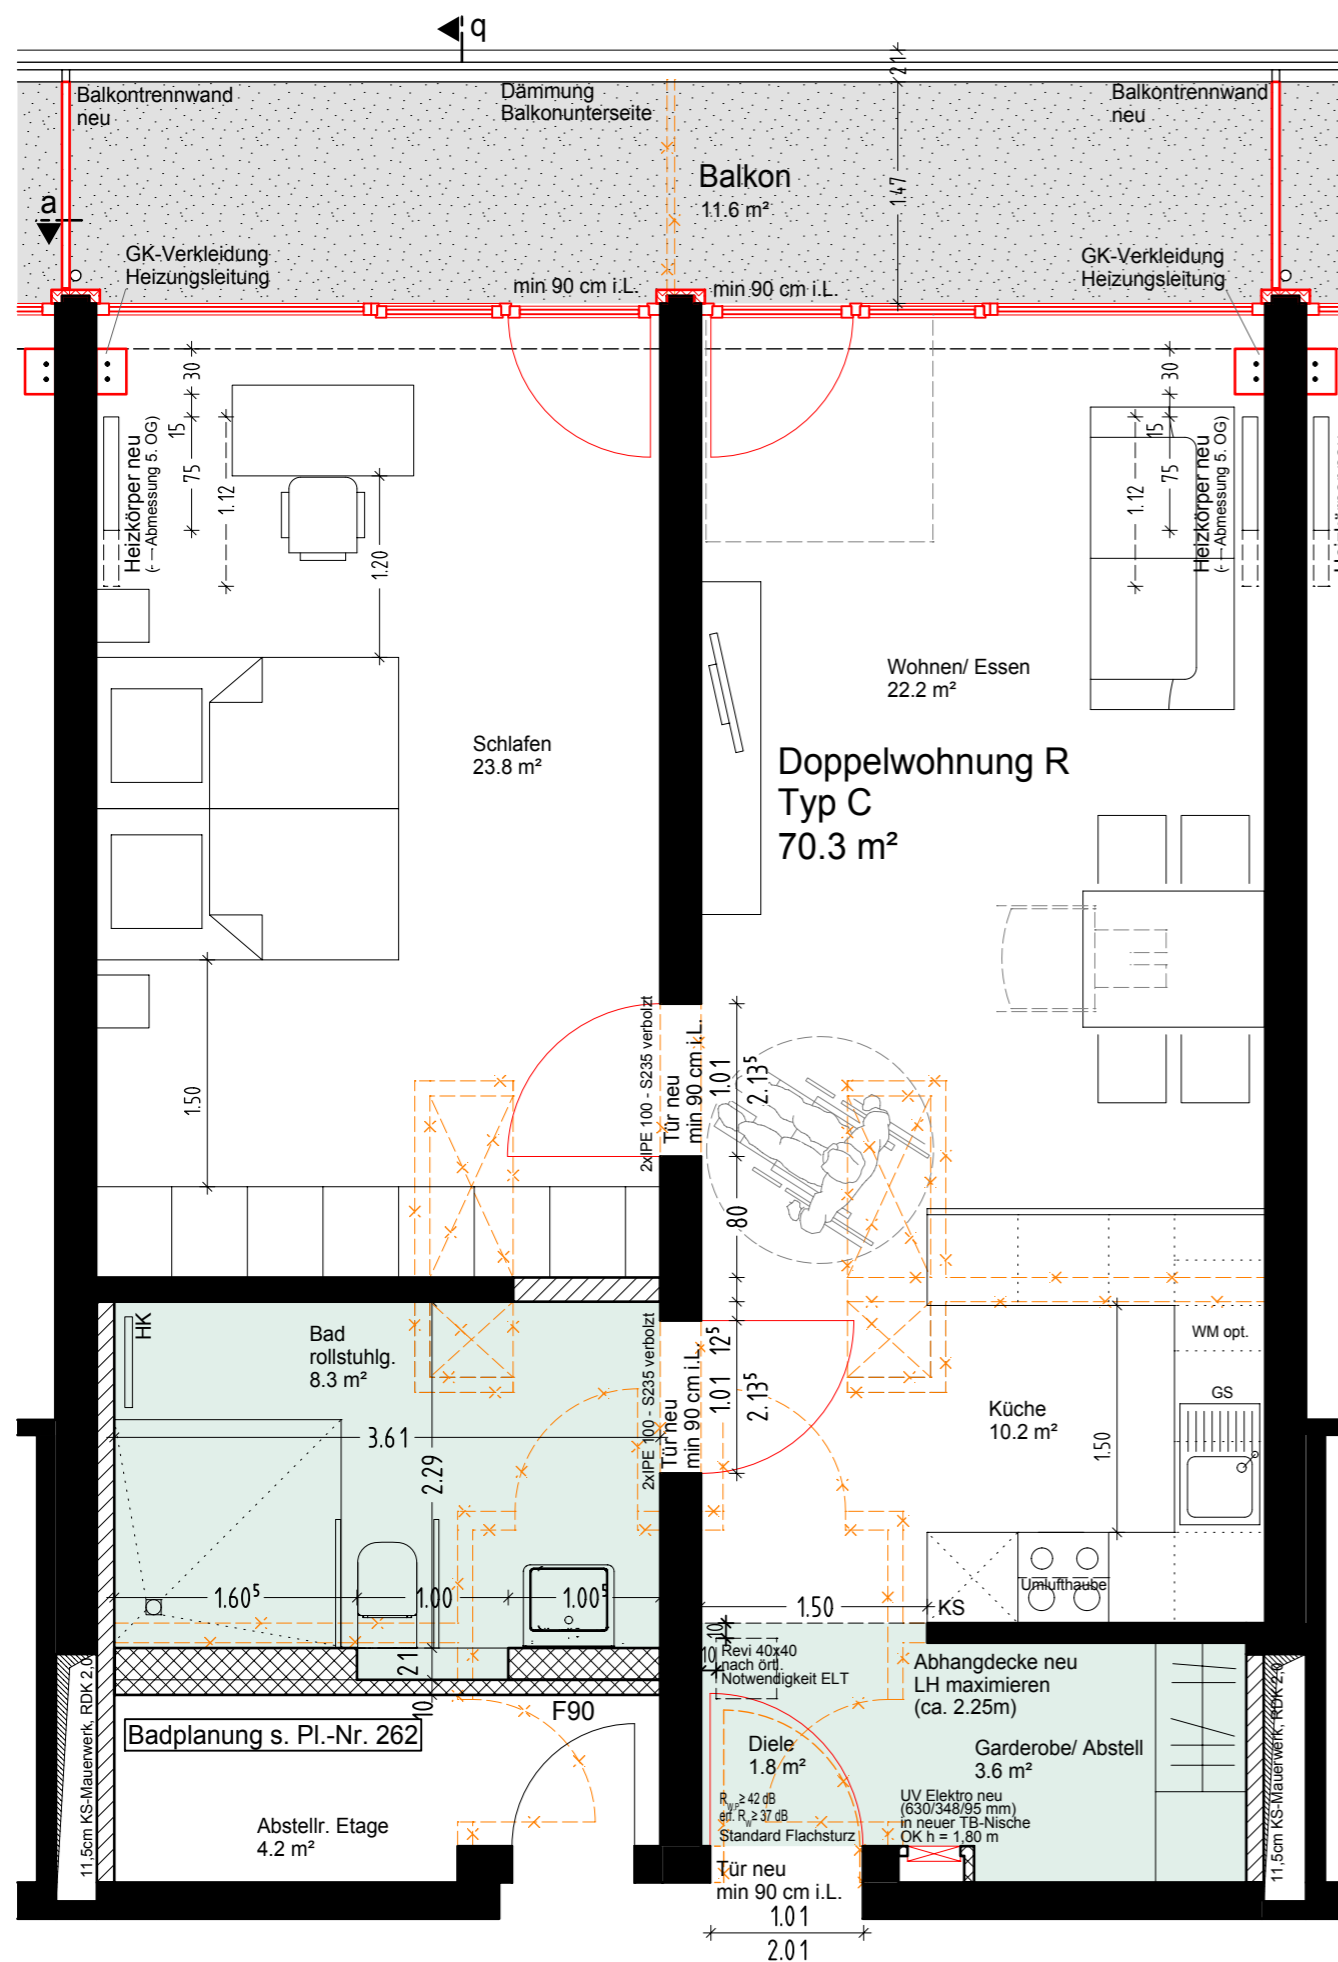 q
21
Balkontrennwand
neu
Dämmung
Balkonunterseite
Balkontrennwand
neu
Balkon
11.6 m²
1.47
a
GK-Verkleidung
Heizungsleitung
GK-Verkleidung
Heizungsleitung
min 90 cm i.L.
min 90 cm i.L.
30
15
75
1.12
Heizkörper neu
(- -Abmessung 5. OG)
1.20
30
15
75
1.12
Heizkörper neu
(- -Abmessung 5. OG)
Wohnen/ Essen
22.2 m²
Schlafen
23.8 m²
Doppelwohnung R
Typ C
70.3 m²
1.50
2xIPE 100 - S235 verbolzt
Tür neu
min 90 cm i.L.
1.01
2.13⁵
80
HK
Bad
rollstuhlg.
8.3 m²
2xIPE 100 - S235 verbolzt
Tür neu
min 90 cm i.L.
1.01
12⁵
2.13⁵
WM opt.
GS
Küche
10.2 m²
1.50
3.61
2.29
1.60⁵
1.00
1.00⁵
1.50
KS
Umlufthaube
21
10
10
10
Revi 40x40
nach örtl.
Notwendigkeit ELT
Abhangdecke neu
LH maximieren
(ca. 2.25m)
F90
Badplanung s. Pl.-Nr. 262
Diele
1.8 m²
Garderobe/ Abstell
3.6 m²
R W,P ≥ 42 dB
erf. R W ≥ 37 dB
Standard Flachsturz
UV Elektro neu
(630/348/95 mm)
in neuer TB-Nische
OK h = 1,80 m
Abstellr. Etage
4.2 m²
11,5cm KS-Mauerwerk, RDK 2,0
11,5cm KS-Mauerwerk, RDK 2,0
Tür neu
min 90 cm i.L.
1.01
2.01